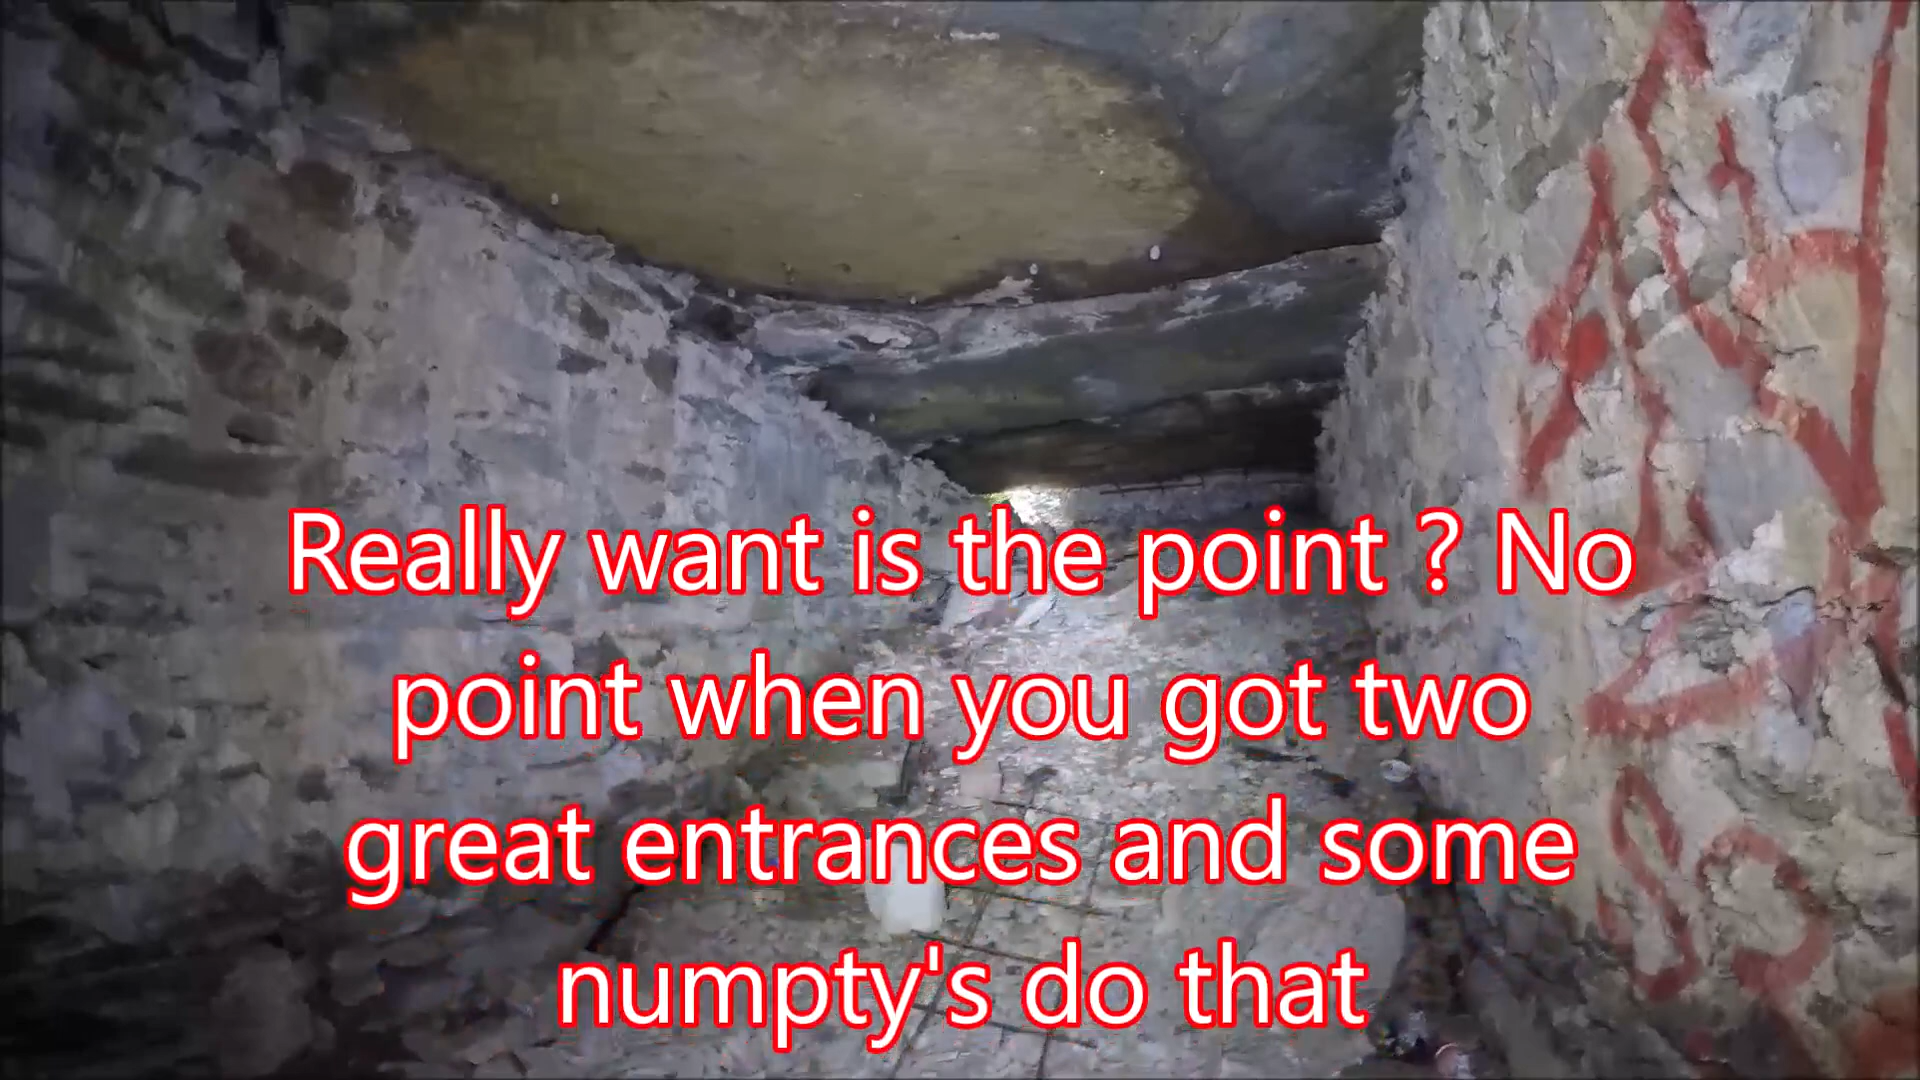 Really want is the point ? No
point when you got two
great entrances and some
numpty's do that